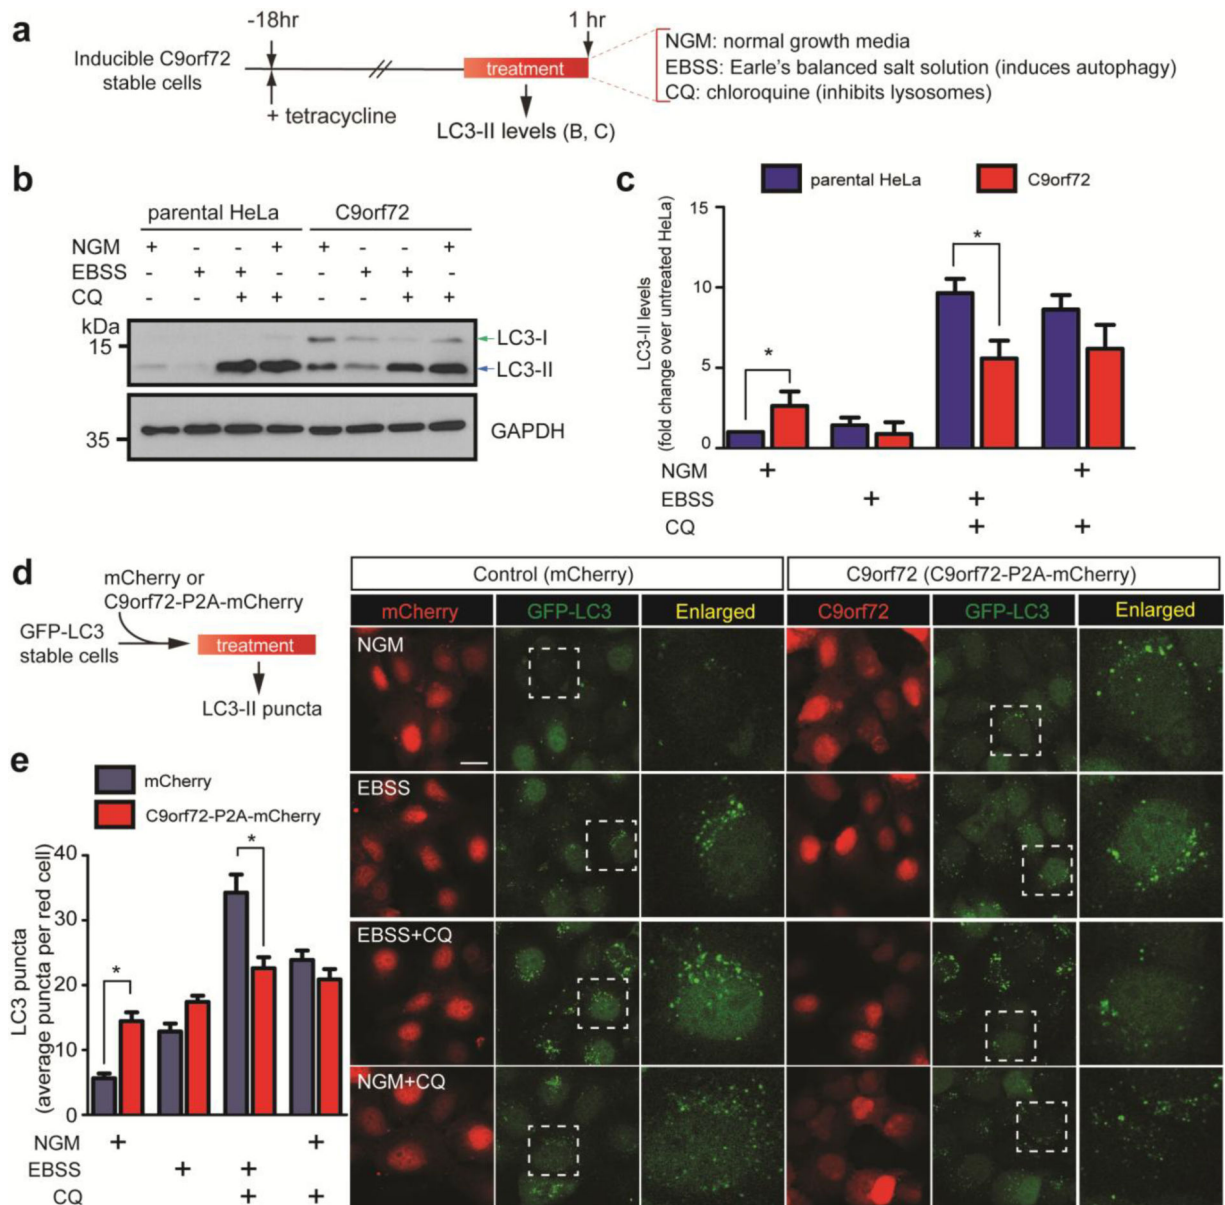 a
-18hr
1 hr
Inducible C9orf72
stable cells
+ tetracycline
treatment
LC3-II levels (B, C)
NGM: normal growth media
EBSS: Earle's balanced salt solution (induces autophagy)
CQ: chloroquine (inhibits lysosomes)
b
parental HeLa C9orf72
NGM + - - + + - - +
EBSS - + + - - + + -
CQ - - + + - - + +
kDa
15
LC3-I
LC3-II
35
GAPDH
c
parental HeLa C9orf72
LC3-II levels
(fold change over untreated HeLa)
15
10
5
0
*
*
NGM + +
EBSS + +
CQ + +
d
mCherry or
C9orf72-P2A-mCherry
GFP-LC3
stable cells
treatment
LC3-II puncta
Control (mCherry) C9orf72 (C9orf72-P2A-mCherry)
mCherry GFP-LC3 Enlarged C9orf72 GFP-LC3 Enlarged
NGM
EBSS
EBSS+CQ
NGM+CQ
e
mCherry
C9orf72-P2A-mCherry
LC3 puncta
(average puncta per red cell)
40
30
20
10
0
*
*
NGM + +
EBSS + +
CQ + +